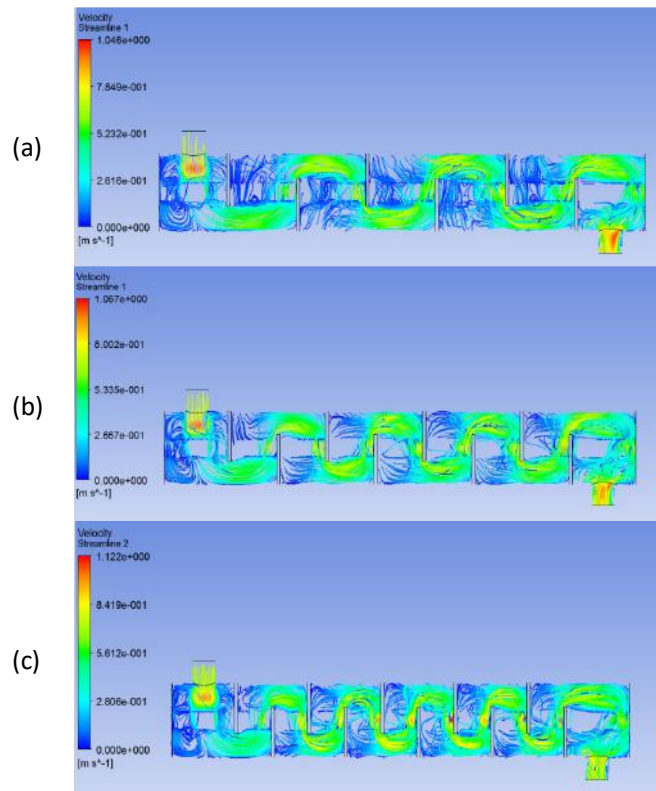 Velocity
Streamline 1
1.046e+000
7.849e-001
(a)
5.232e-001
2.616e-001
0.000e+000
[m s^-1]
Velocity
Streamline 1
1.067e+000
8.002e-001
(b)
5.335e-001
2.667e-001
0.000e+000
[m s^-1]
Velocity
Streamline 2
1.122e+000
8.419e-001
(c)
5.612e-001
2.806e-001
0.000e+000
[m s^-1]